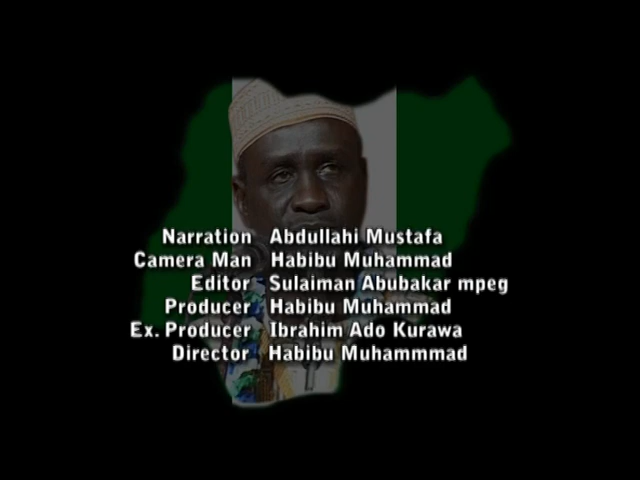 Narration Abdullahi Mustafa
Camera Man Habibu Muhammad
Editor Sulaiman Abubakar mpeg
Producer Habibu Muhammad
Ex. Producer Ibrahim Ado Kurawa
Director Habibu Muhammmad